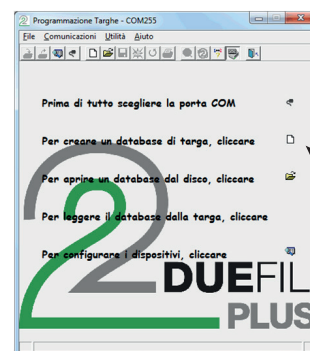 Programmazione Targhe - COM255
File Comunicazioni Utilità Aiuto
Prima di tutto scegliere la porta COM
Per creare un database di targa, cliccare
Per aprire un database dal disco, cliccare
Per leggere il database dalla targa, cliccare
Per configurare i dispositivi, cliccare
2
DUEFIL
PLUS